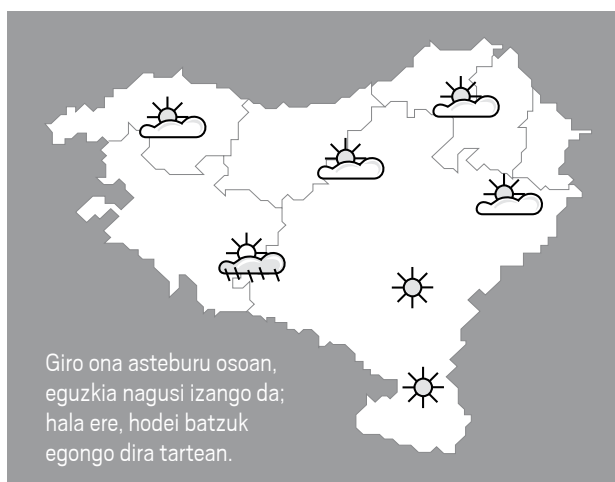 Giro ona asteburu osoan,
eguzkia nagusi izango da;
hala ere, hodei batzuk
egongo dira tartean.